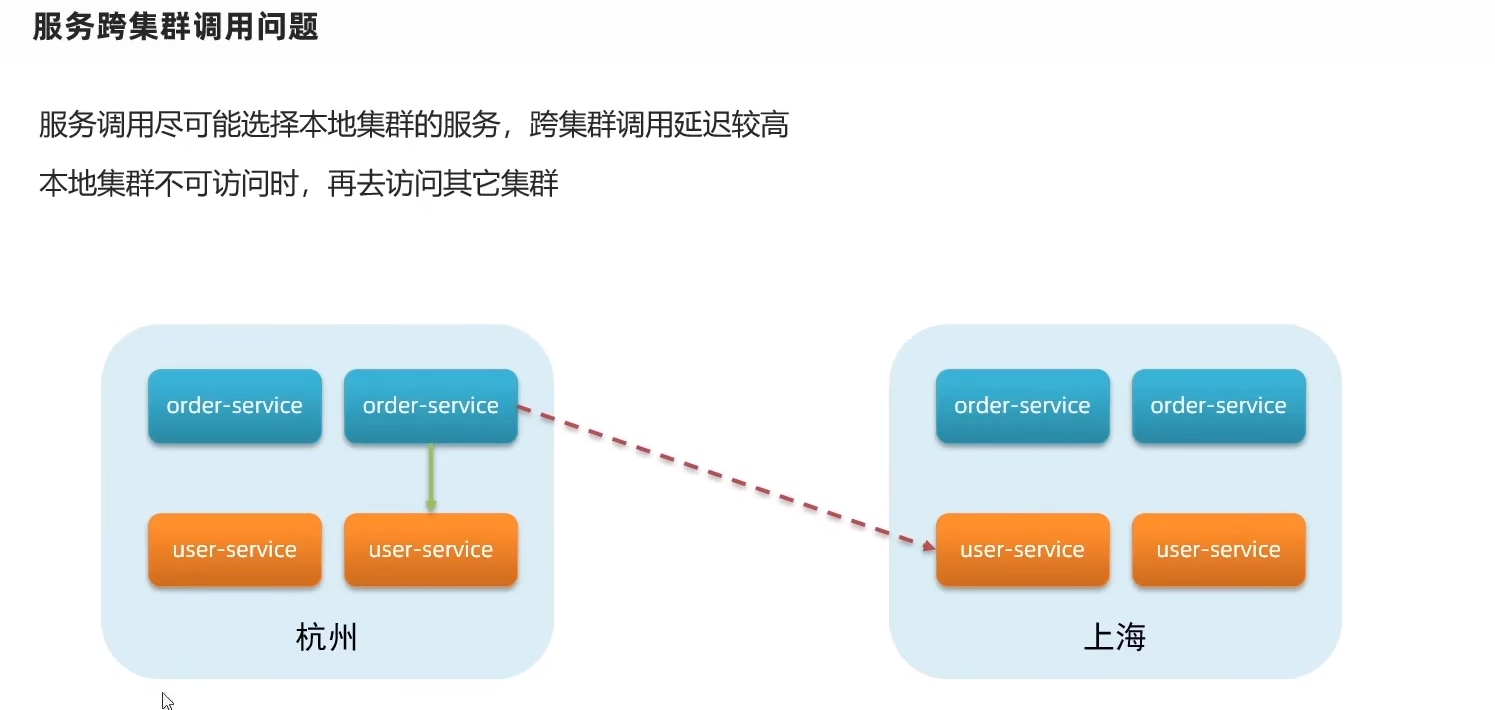 服务跨集群调用问题
服务调用尽可能选择本地集群的服务，跨集群调用延迟较高
本地集群不可访问时，再去访问其它集群
order-service order-service order-service order-service
user-service user-service user-service user-service
杭州 上海